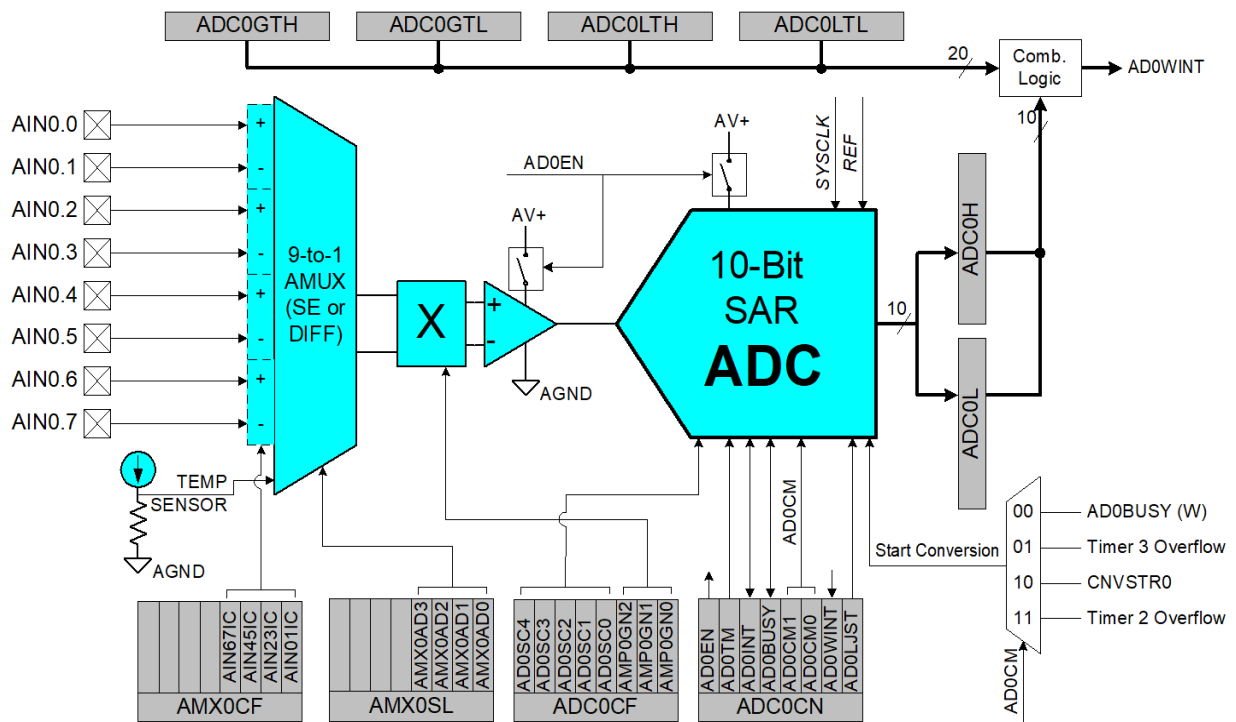 ADC0GTH
ADC0GTL
ADC0LTH
ADC0LTL
20
Comb.
Logic
AD0WINT
10
AIN0.0
AIN0.1
AIN0.2
AIN0.3
AIN0.4
AIN0.5
AIN0.6
AIN0.7
+
-
+
-
+
-
+
-
9-to-1
AMUX
(SE or
DIFF)
X
+
-
AV+
AGND
AD0EN
AV+
SYSCLK
REF
10-Bit
SAR
ADC
10
ADC0H
ADC0L
TEMP
SENSOR
AGND
AD0CM
Start Conversion
00
01
10
11
AD0BUSY (W)
Timer 3 Overflow
CNVSTR0
Timer 2 Overflow
AD0CM
AIN67IC
AIN45IC
AIN23IC
AIN01IC
AMX0CF
AMX0AD3
AMX0AD2
AMX0AD1
AMX0AD0
AMX0SL
AD0SC4
AD0SC3
AD0SC2
AD0SC1
AD0SC0
AMP0GN2
AMP0GN1
AMP0GN0
ADC0CF
AD0EN
AD0TM
AD0INT
AD0BUSY
AD0CM1
AD0CM0
AD0WINT
AD0LJST
ADC0CN